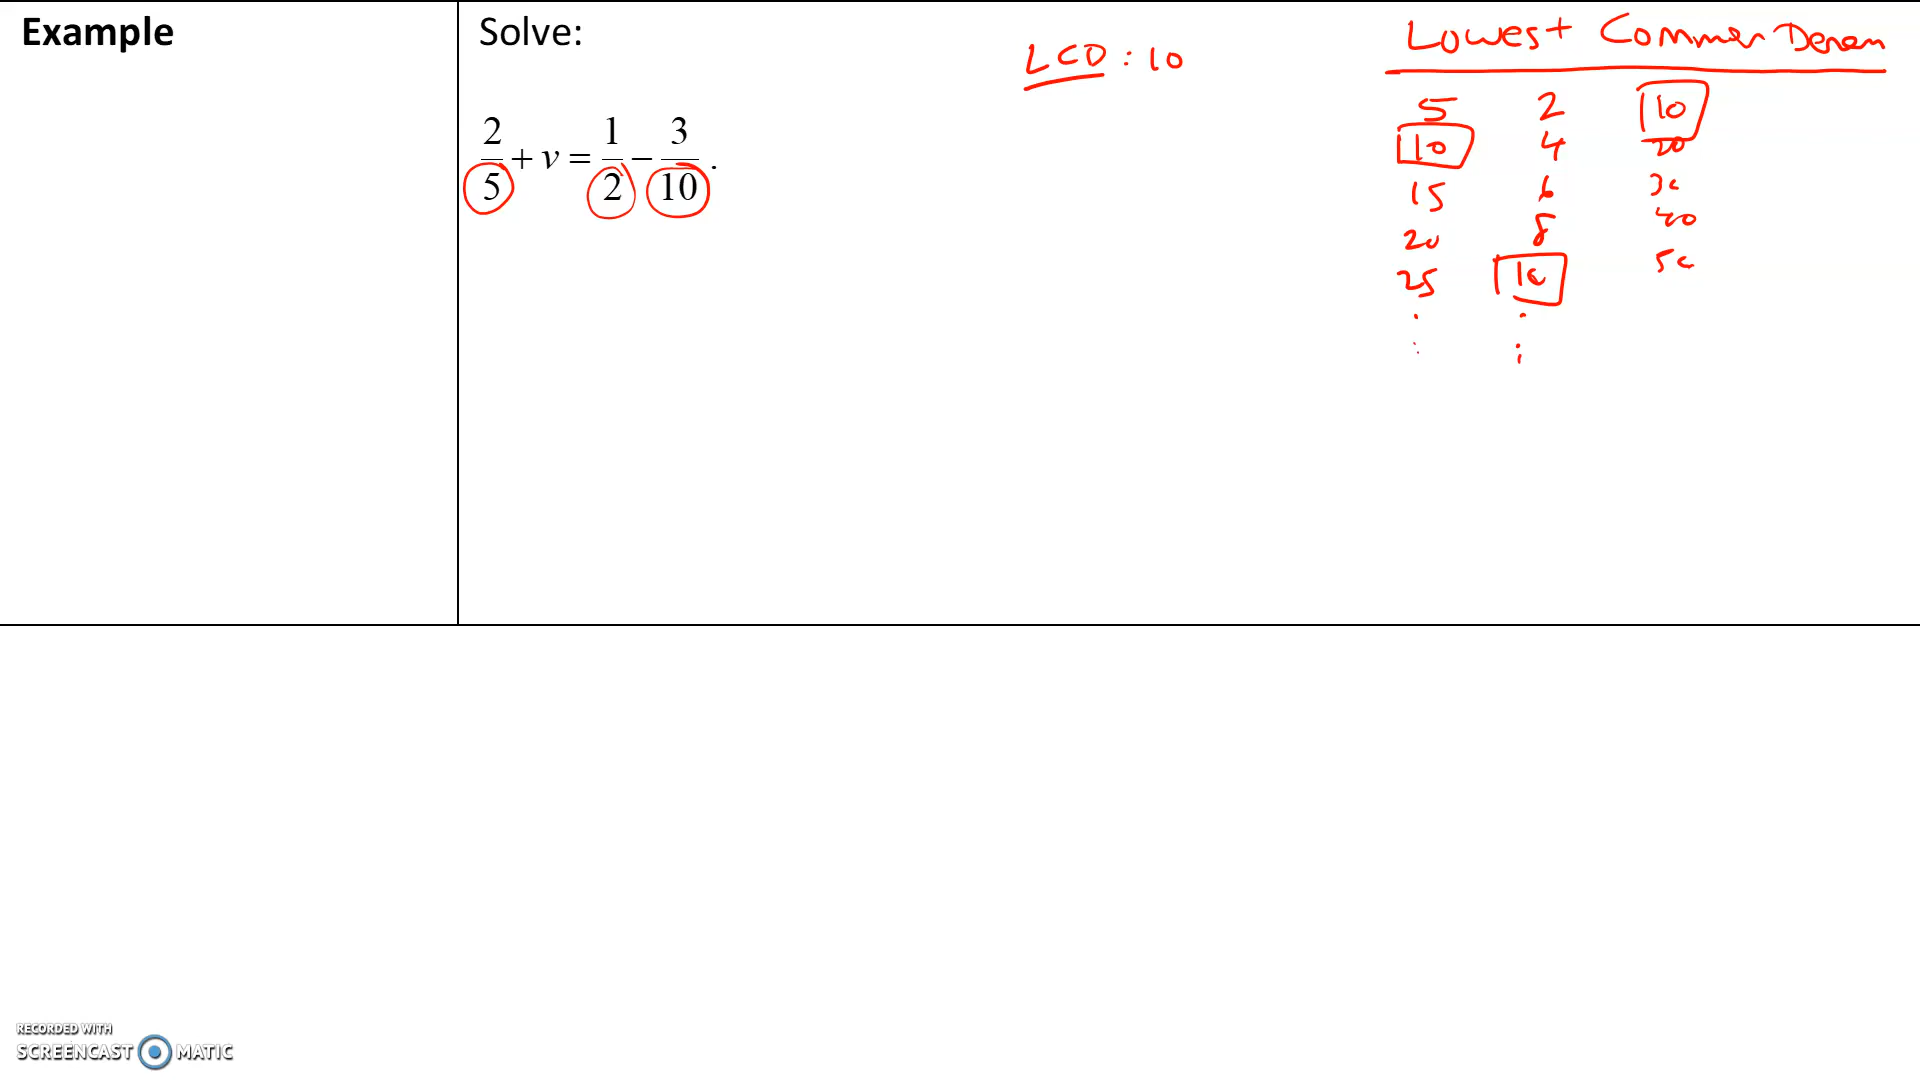 Example
Solve:
LCD : 10
Lowest Common Denom
2/5 + v = 1/2 − 3/10 .
5 2 10
10 4 20
15 6 30
20 8 40
25 10 50
: :
RECORDED WITH
SCREENCAST MATIC